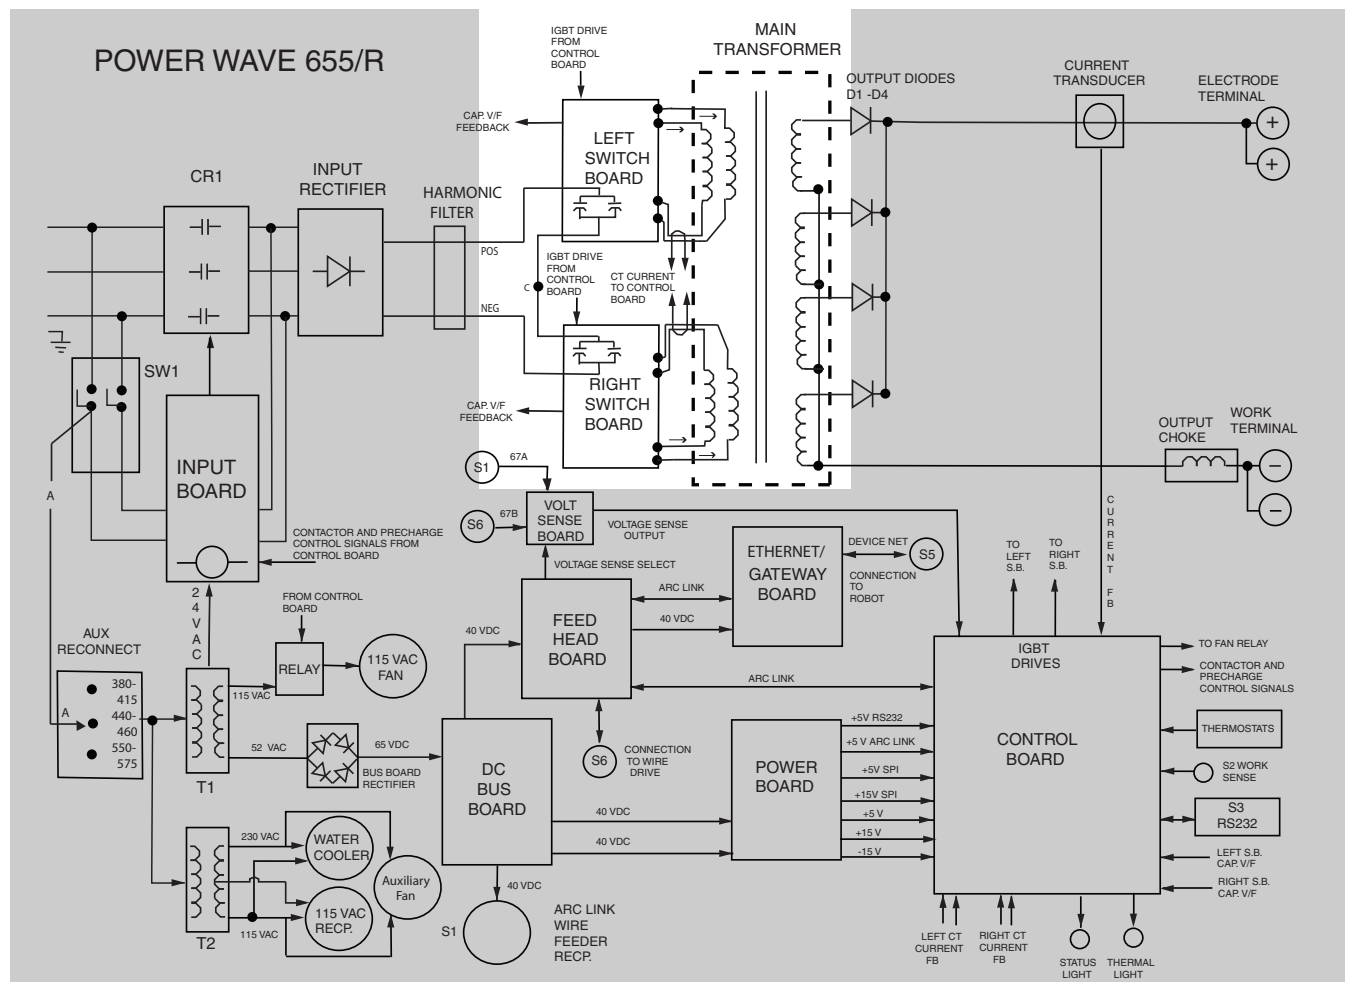 POWER WAVE 655/R
IGBT DRIVE
FROM
CONTROL
BOARD
MAIN
TRANSFORMER
CAP. V/F
FEEDBACK
LEFT
SWITCH
BOARD
OUTPUT DIODES
D1 -D4
CURRENT
TRANSDUCER
ELECTRODE
TERMINAL
+
+
CR1
INPUT
RECTIFIER
HARMONIC
FILTER
POS
NEG
C
IGBT DRIVE
FROM
CONTROL
BOARD
CT CURRENT
TO CONTROL
BOARD
RIGHT
SWITCH
BOARD
CAP. V/F
FEEDBACK
SW1
INPUT
BOARD
A
OUTPUT
CHOKE
WORK
TERMINAL
–
–
S1
67A
S6
67B
VOLT
SENSE
BOARD
VOLTAGE SENSE
OUTPUT
VOLTAGE SENSE SELECT
CONTACTOR AND PRECHARGE
CONTROL SIGNALS FROM
CONTROL BOARD
24VAC
FROM CONTROL
BOARD
RELAY
115 VAC
FAN
115 VAC
AUX
RECONNECT
380-
415
440-
460
550-
575
A
T1
52 VAC
BUS BOARD
RECTIFIER
65 VDC
40 VDC
FEED
HEAD
BOARD
ARC LINK
40 VDC
ETHERNET/
GATEWAY
BOARD
DEVICE NET
S5
CONNECTION
TO
ROBOT
ARC LINK
TO
LEFT
S.B.
TO
RIGHT
S.B.
CURRENT FB
IGBT
DRIVES
CONTROL
BOARD
TO FAN RELAY
CONTACTOR AND
PRECHARGE
CONTROL SIGNALS
THERMOSTATS
S2 WORK
SENSE
S3
RS232
LEFT S.B.
CAP. V/F
RIGHT S.B.
CAP. V/F
S6
CONNECTION
TO WIRE
DRIVE
DC
BUS
BOARD
40 VDC
40 VDC
POWER
BOARD
+5V RS232
+5 V ARC LINK
+5V SPI
+15V SPI
+5 V
+15 V
-15 V
T2
230 VAC
115 VAC
WATER
COOLER
Auxiliary
Fan
115 VAC
RECP.
40 VDC
S1
ARC LINK
WIRE
FEEDER
RECP.
LEFT CT
CURRENT
FB
RIGHT CT
CURRENT
FB
STATUS
LIGHT
THERMAL
LIGHT